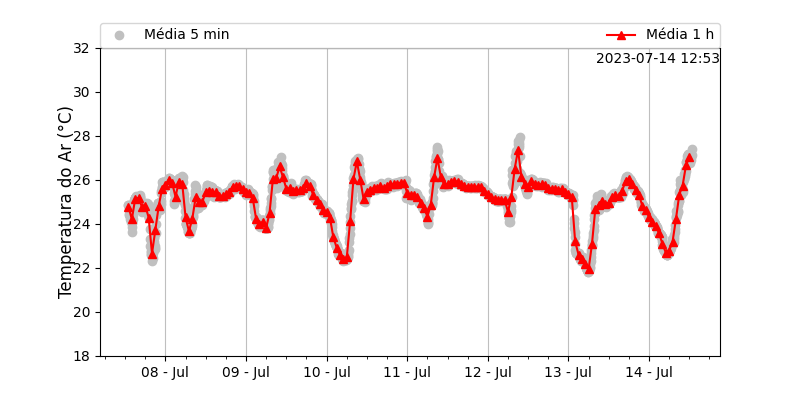 Média 5 min
Média 1 h
2023-07-14 12:53
Temperatura do Ar (°C)
32
30
28
26
24
22
20
18
08 - Jul
09 - Jul
10 - Jul
11 - Jul
12 - Jul
13 - Jul
14 - Jul